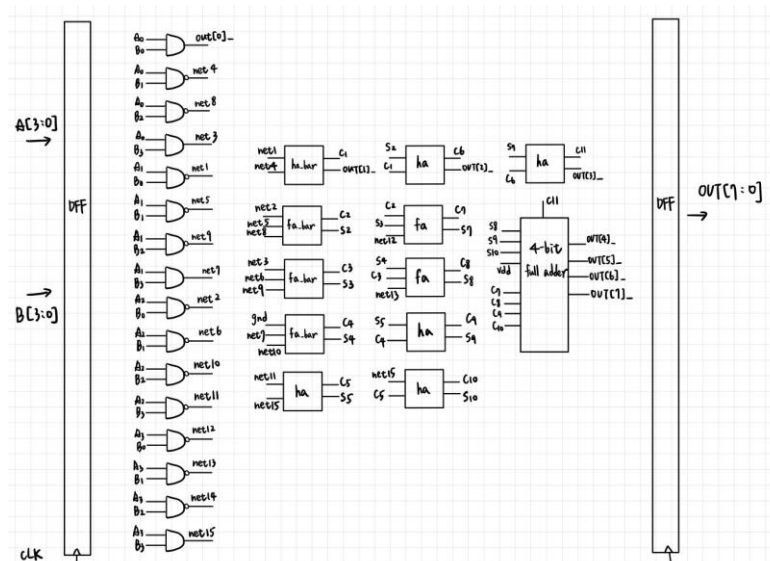 A[3:0]
B[3:0]
CLK
DFF
A0
B0
out[0]_
A0
B1
net4
A0
B2
net8
A0
B3
net3
A1
B0
net1
A1
B1
net5
A1
B2
net9
A1
B3
net7
A2
B0
net2
A2
B1
net6
A2
B2
net10
A2
B3
net11
A3
B0
net12
A3
B1
net13
A3
B2
net14
A3
B3
net15
net1
net4
ha_bar
C1
OUT[1]_
net2
net5
net8
fa_bar
C2
S2
net3
net6
net9
fa_bar
C3
S3
gnd
net7
net10
fa_bar
C4
S4
net11
net15
ha
C5
S5
S2
C1
ha
C6
OUT[2]_
C2
S3
net12
fa
C7
S7
S4
C3
net13
fa
C8
S8
S5
C4
ha
C9
S9
net15
C5
ha
C10
S10
S7
C6
ha
C11
OUT[3]_
C11
S8
S9
S10
vdd
C7
C8
C9
C10
4-bit
full adder
OUT[4]_
OUT[5]_
OUT[6]_
OUT[7]_
DFF
OUT[7:0]